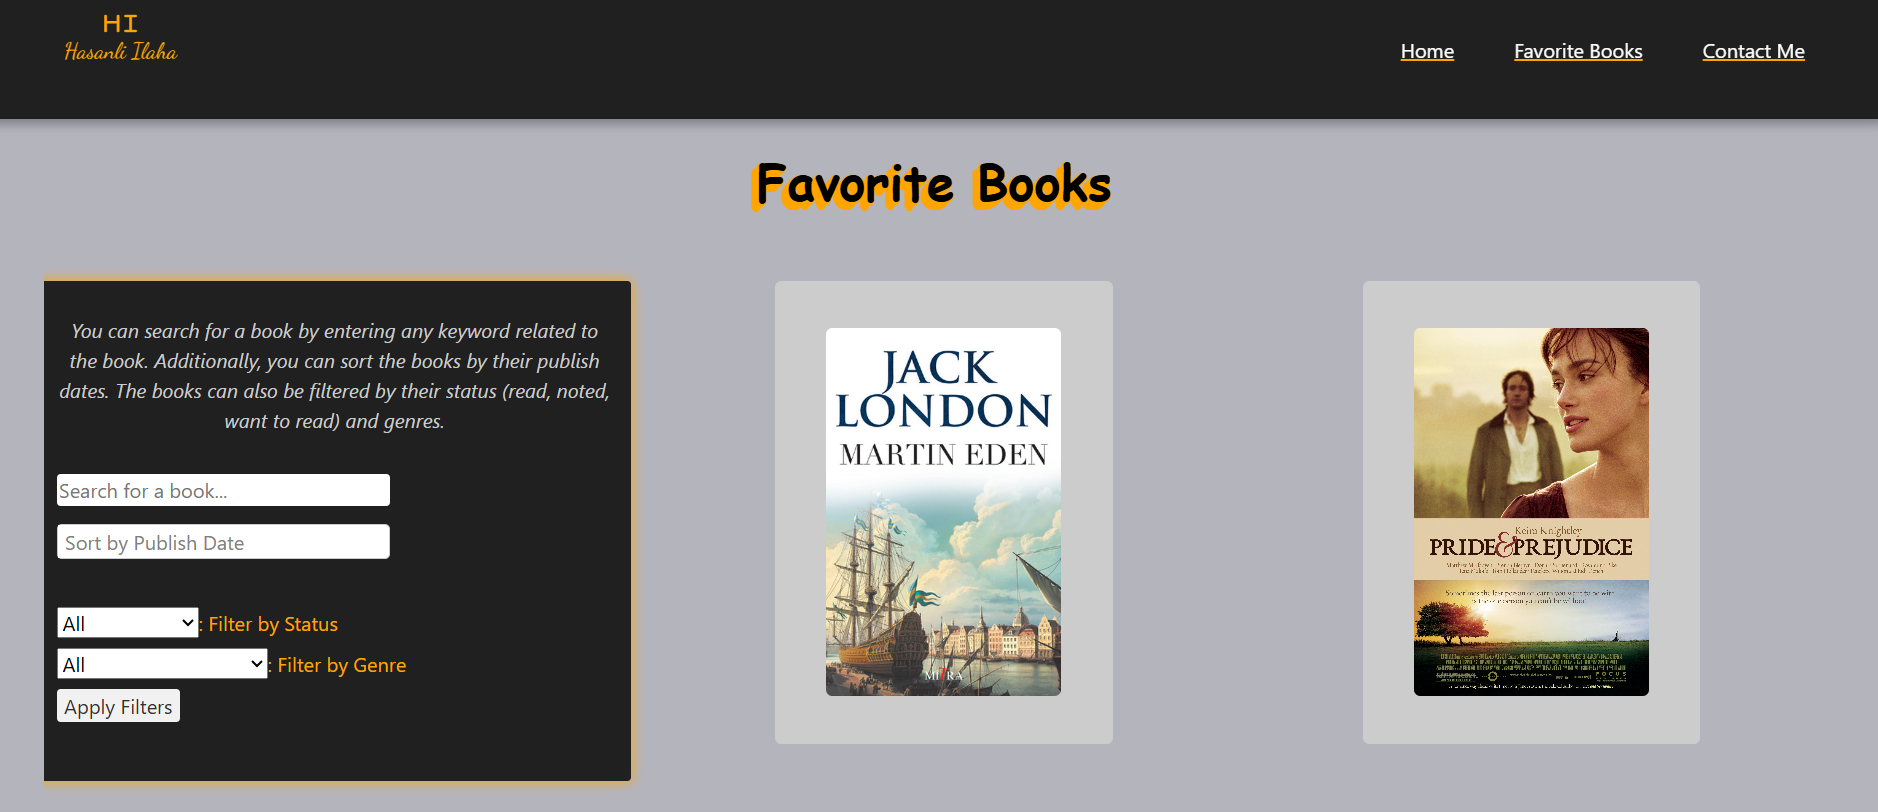 HI
Hasanli Ilaha
Home
Favorite Books
Contact Me
Favorite Books
You can search for a book by entering any keyword related to
the book. Additionally, you can sort the books by their publish
dates. The books can also be filtered by their status (read, noted,
want to read) and genres.
Search for a book...
Sort by Publish Date
All : Filter by Status
All : Filter by Genre
Apply Filters
JACK
LONDON
MARTIN EDEN
Keira Knightley
PRIDE & PREJUDICE
FOCUS